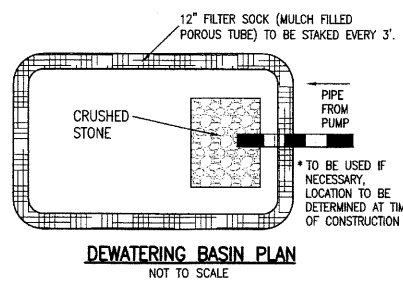 12" FILTER SOCK (MULCH FILLED
POROUS TUBE) TO BE STAKED EVERY 3'.
CRUSHED
STONE
PIPE
FROM
PUMP
* TO BE USED IF
NECESSARY,
LOCATION TO BE
DETERMINED AT TIM
OF CONSTRUCTION
DEWATERING BASIN PLAN
NOT TO SCALE